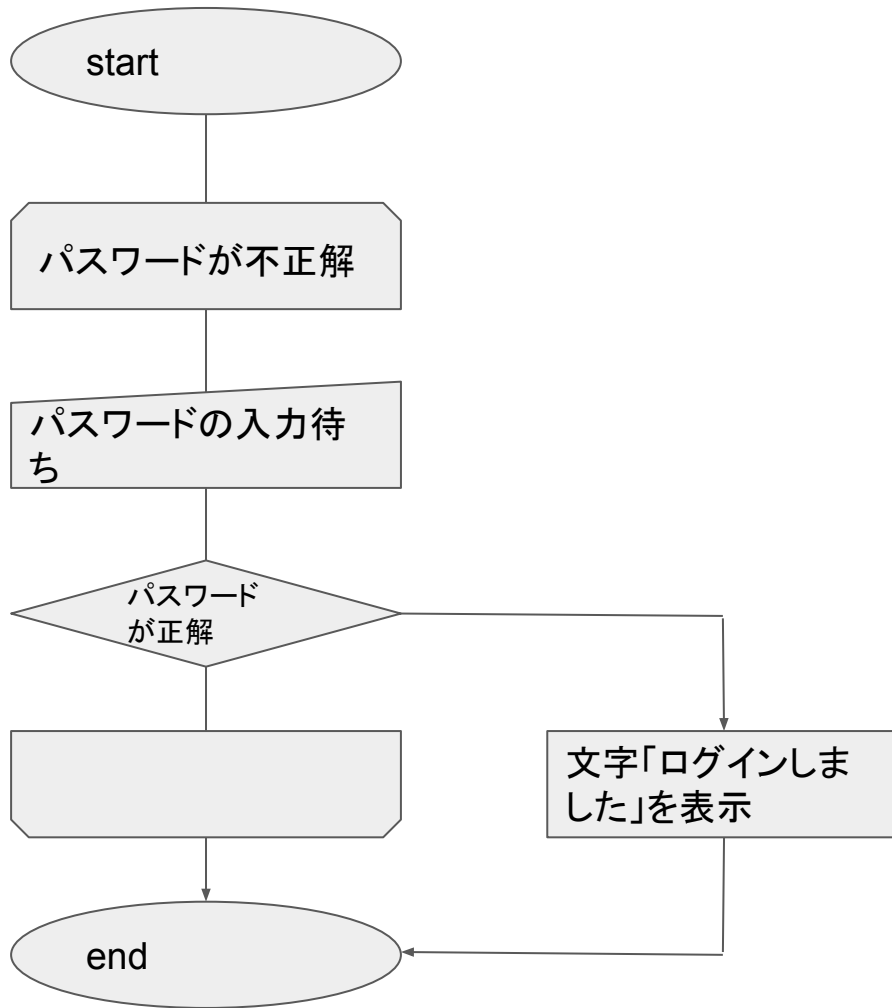 start
パスワードが不正解
パスワードの入力待
ち
パスワード
が正解
文字「ログインしま
した」を表示
end